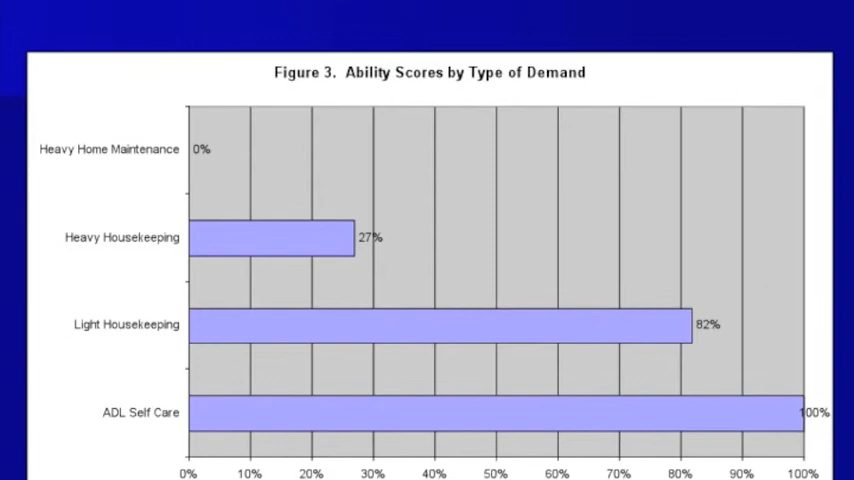 Figure 3. Ability Scores by Type of Demand
Heavy Home Maintenance 0%
Heavy Housekeeping 27%
Light Housekeeping 82%
ADL Self Care 100%
0% 10% 20% 30% 40% 50% 60% 70% 80% 90% 100%